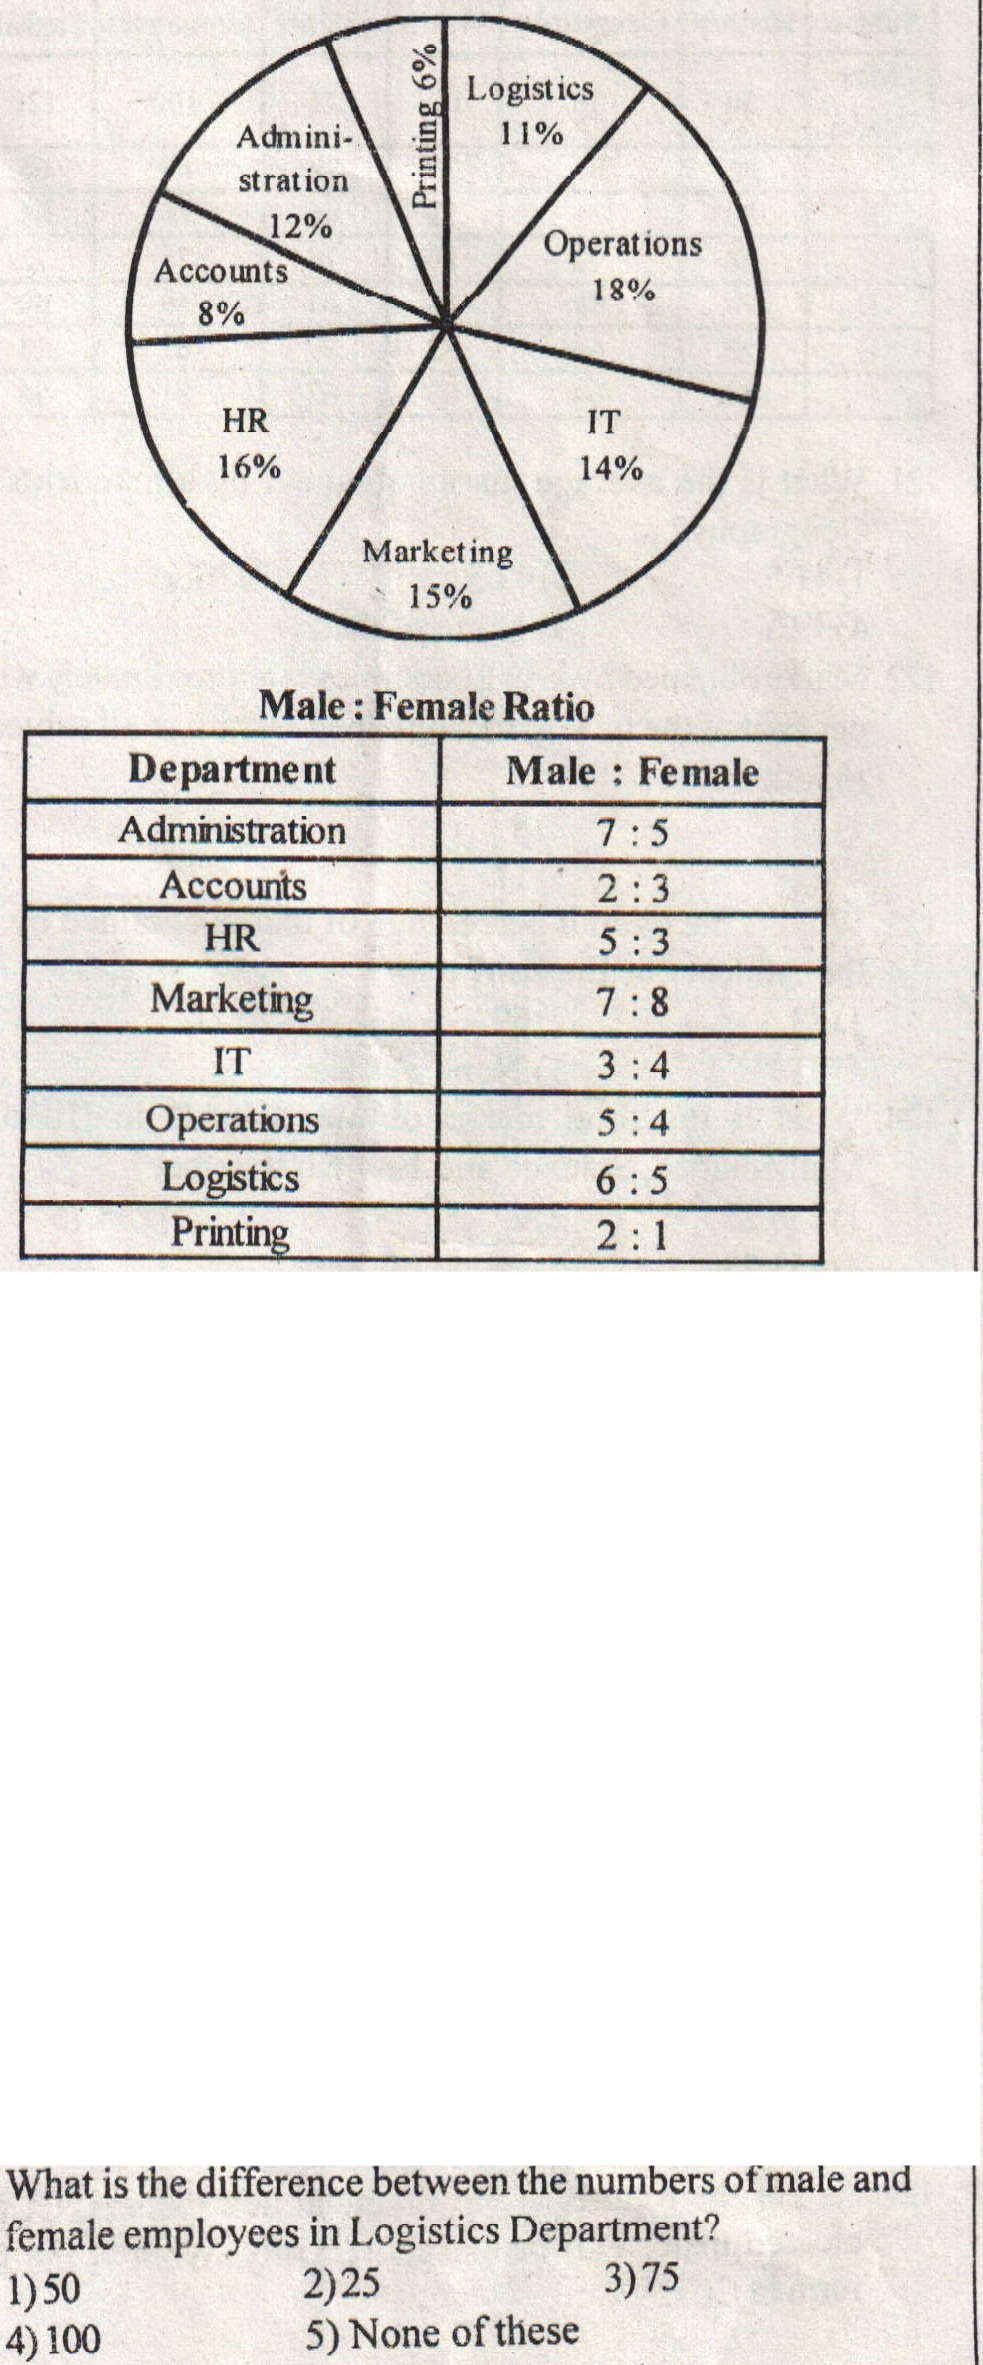 Printing 6%
Logistics
11%
Admini-
stration
12%
Operations
18%
Accounts
8%
HR
16%
IT
14%
Marketing
15%
Male : Female Ratio
Department Male : Female
Administration 7 : 5
Accounts 2 : 3
HR 5 : 3
Marketing 7 : 8
IT 3 : 4
Operations 5 : 4
Logistics 6 : 5
Printing 2 : 1
What is the difference between the numbers of male and
female employees in Logistics Department?
1) 50 2) 25 3) 75
4) 100 5) None of these